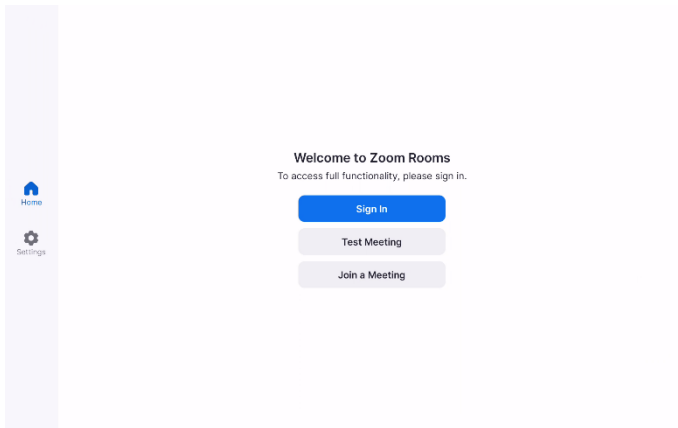 Welcome to Zoom Rooms
To access full functionality, please sign in.
Sign In
Test Meeting
Join a Meeting
Home
Settings